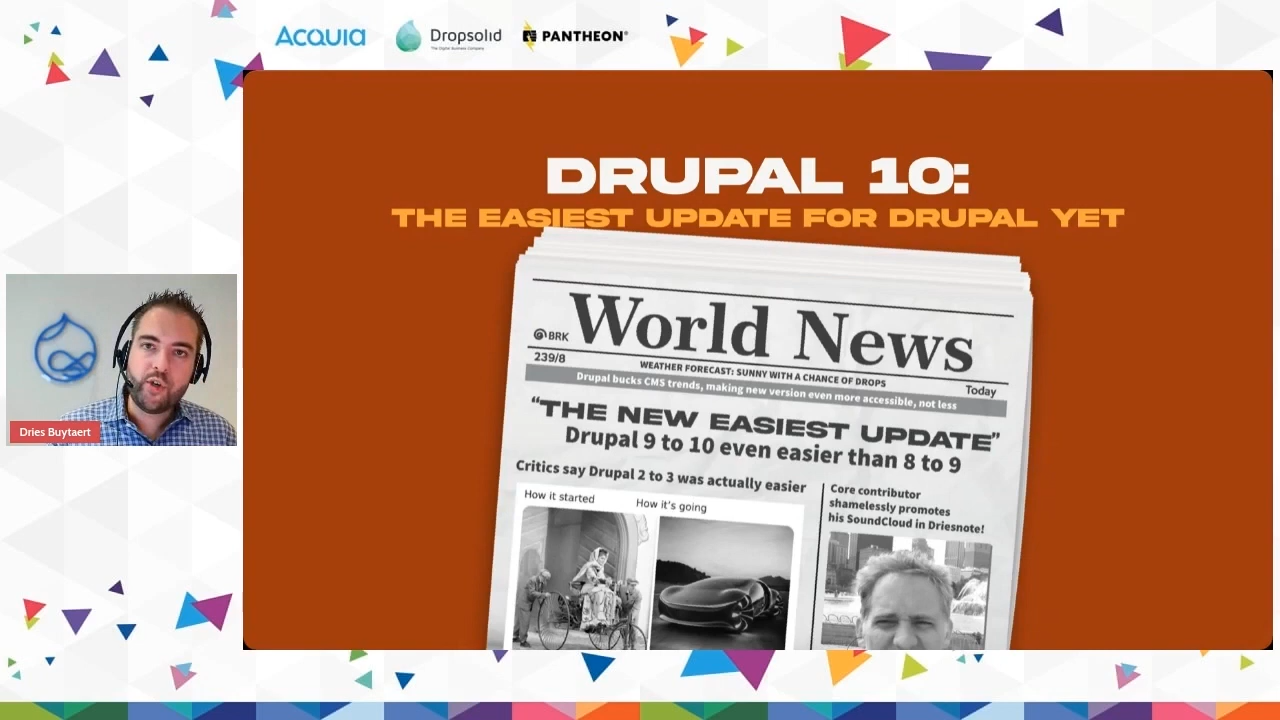 Acquia
Dropsolid
The Digital Business Company
PANTHEON®
DRUPAL 10:
THE EASIEST UPDATE FOR DRUPAL YET
BRK
World News
239/8
WEATHER FORECAST: SUNNY WITH A CHANCE OF DROPS
Today
Drupal bucks CMS trends, making new version even more accessible, not less
“THE NEW EASIEST UPDATE”
Drupal 9 to 10 even easier than 8 to 9
Critics say Drupal 2 to 3 was actually easier
How it started
How it's going
Core contributor
shamelessly promotes
his SoundCloud in Driesnote!
Dries Buytaert